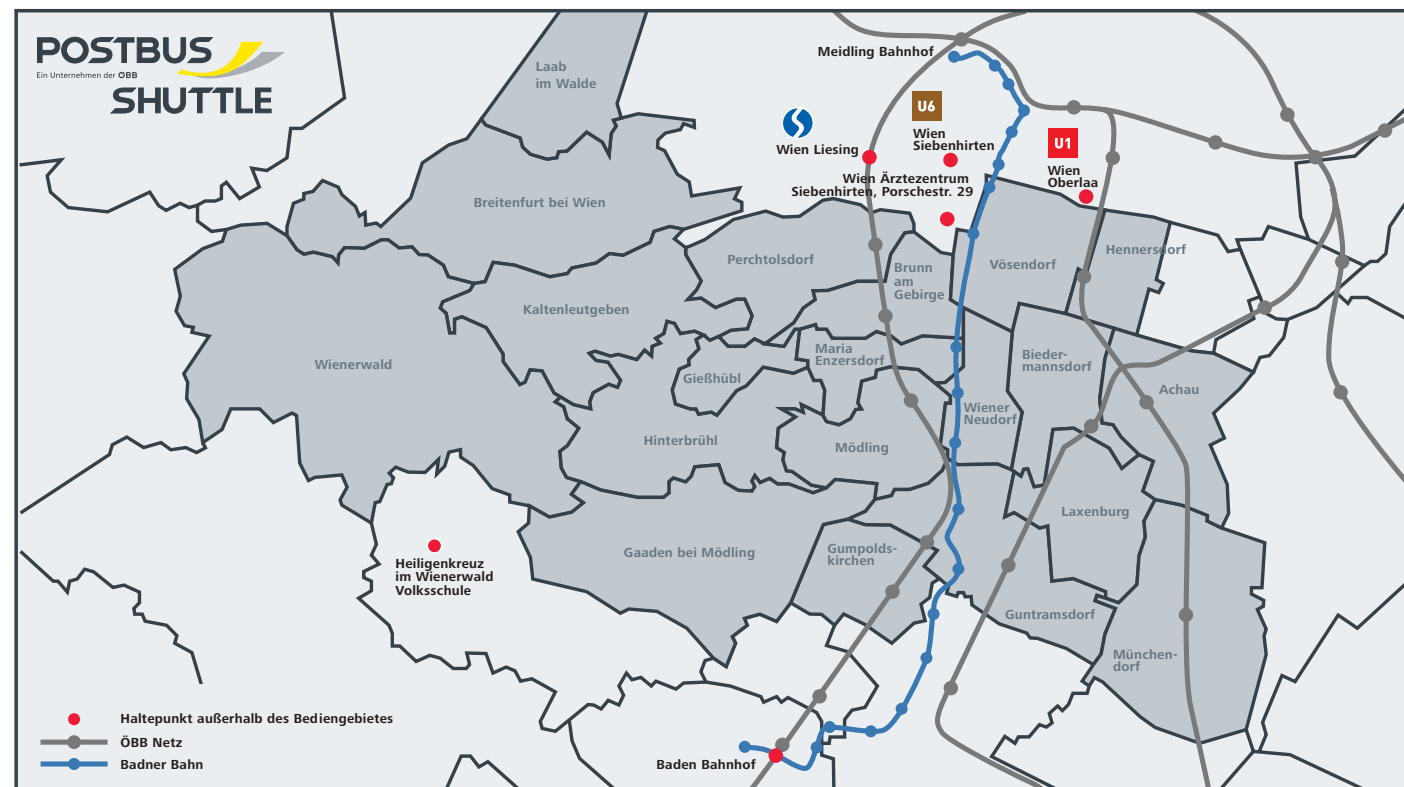 POSTBUS
Ein Unternehmen der ÖBB
SHUTTLE
Laab
im Walde
Meidling Bahnhof
U6
Wien
Siebenhirten
Wien Liesing
U1
Wien
Oberlaa
Wien Ärztezentrum
Siebenhirten, Porschestr. 29
Breitenfurt bei Wien
Perchtolsdorf
Brunn
am
Gebirge
Vösendorf
Hennersdorf
Kaltenleutgeben
Wienerwald
Maria
Enzersdorf
Gießhübl
Bieder-
mannsdorf
Achau
Wiener
Neudorf
Hinterbrühl
Mödling
Laxenburg
Gaaden bei Mödling
Gumpolds-
kirchen
Heiligenkreuz
im Wienerwald
Volksschule
Guntramsdorf
München-
dorf
Haltepunkt außerhalb des Bediengebietes
ÖBB Netz
Badner Bahn
Baden Bahnhof